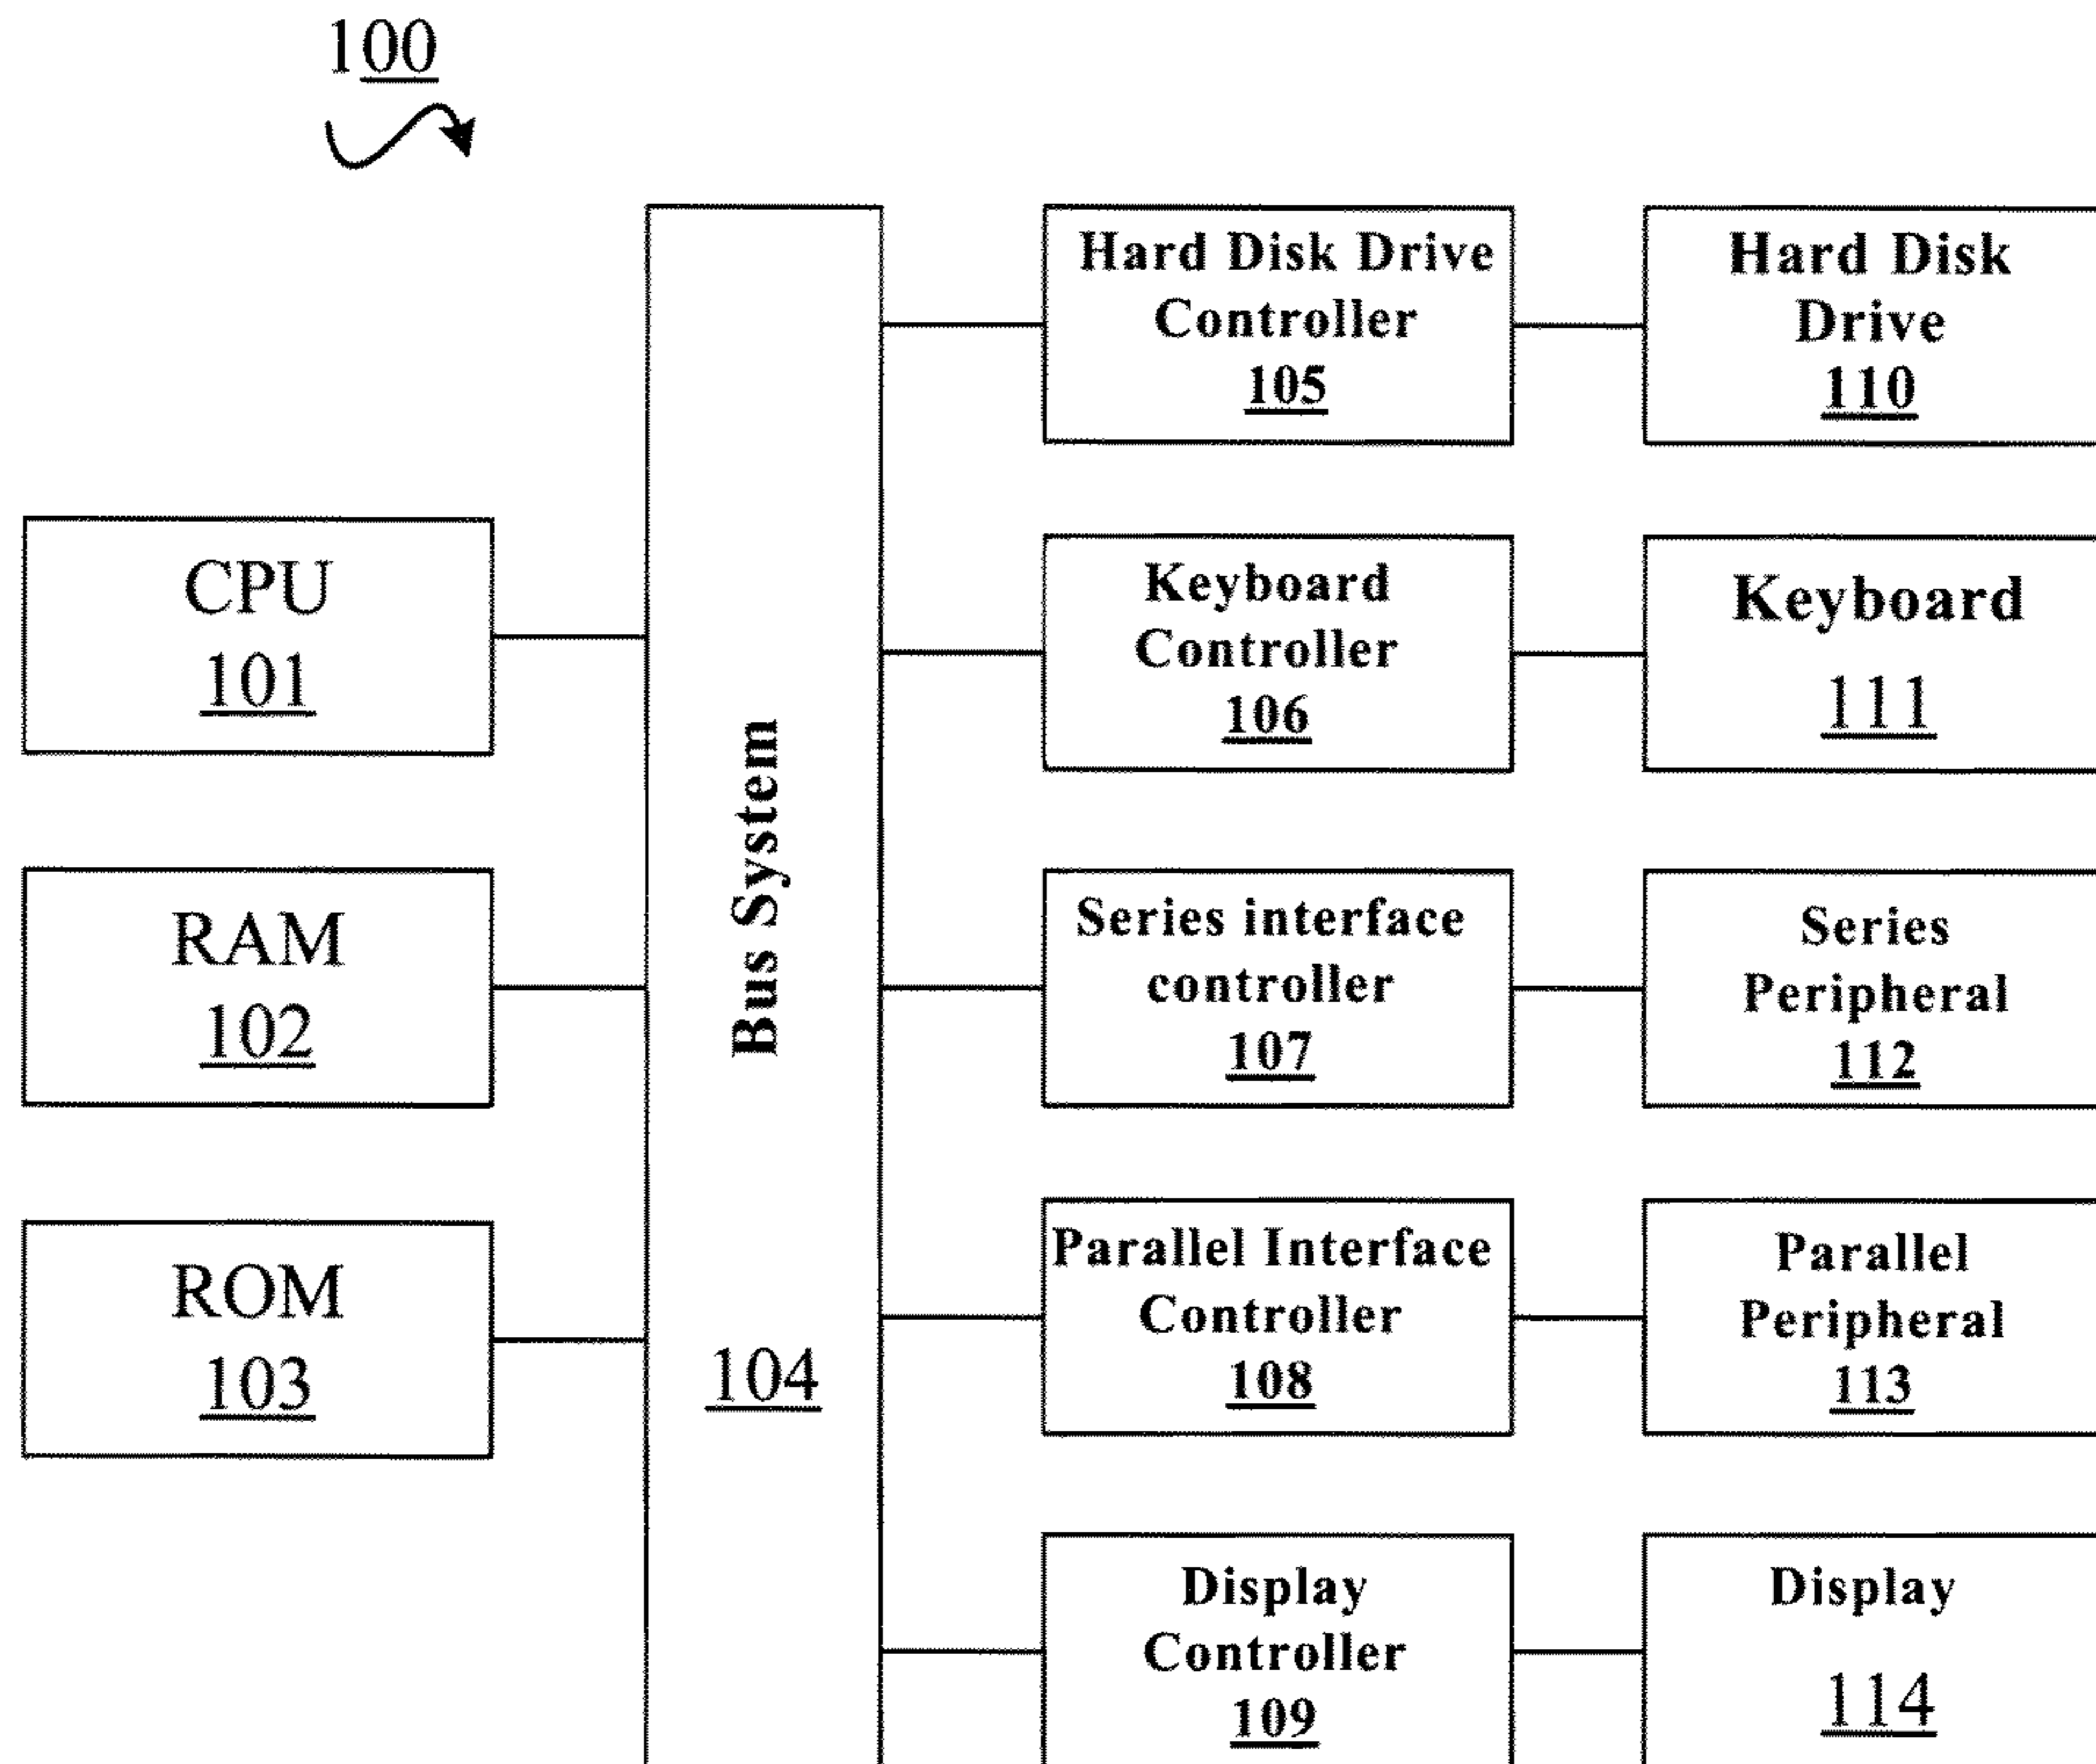 100
Hard Disk Drive
Controller
105
Hard Disk
Drive
110
CPU
101
Keyboard
Controller
106
Keyboard
111
Bus System
104
RAM
102
Series interface
controller
107
Series
Peripheral
112
ROM
103
Parallel Interface
Controller
108
Parallel
Peripheral
113
Display
Controller
109
Display
114